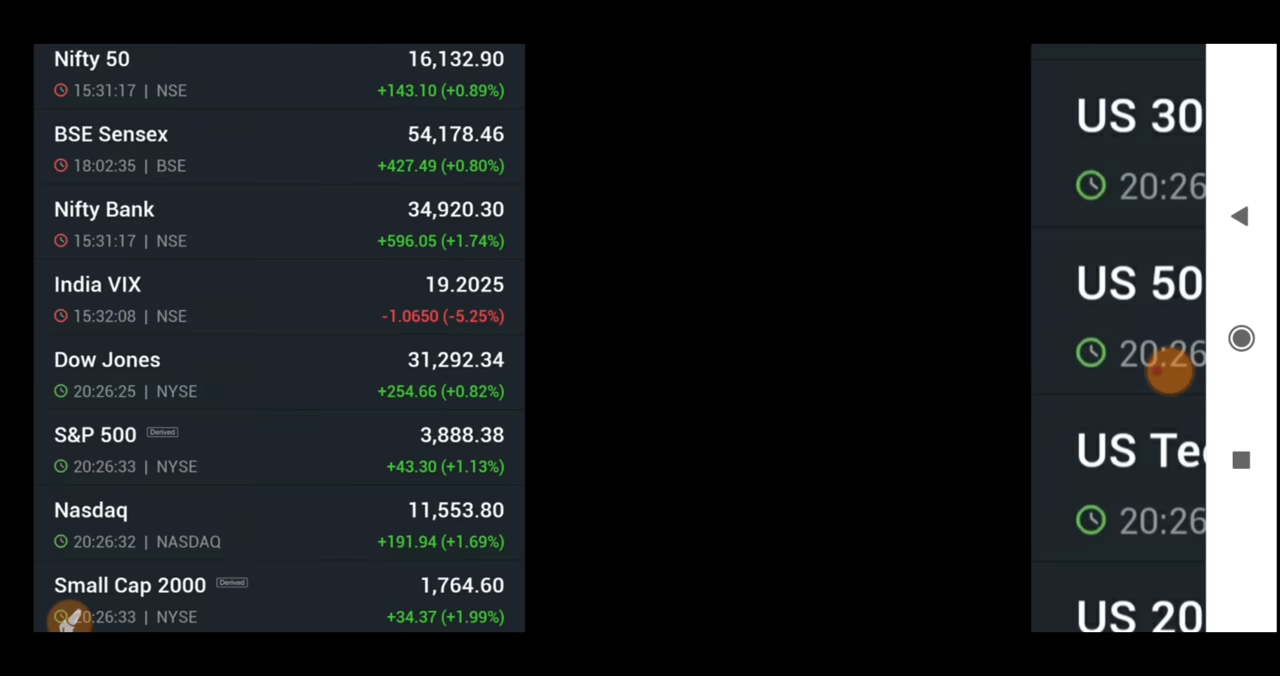 Nifty 50 16,132.90
15:31:17 | NSE +143.10 (+0.89%)
BSE Sensex 54,178.46
18:02:35 | BSE +427.49 (+0.80%)
Nifty Bank 34,920.30
15:31:17 | NSE +596.05 (+1.74%)
India VIX 19.2025
15:32:08 | NSE -1.0650 (-5.25%)
Dow Jones 31,292.34
20:26:25 | NYSE +254.66 (+0.82%)
S&P 500 Derived 3,888.38
20:26:33 | NYSE +43.30 (+1.13%)
Nasdaq 11,553.80
20:26:32 | NASDAQ +191.94 (+1.69%)
Small Cap 2000 Derived 1,764.60
20:26:33 | NYSE +34.37 (+1.99%)
US 30
20:26
US 50
20:26
US Te
20:26
US 20